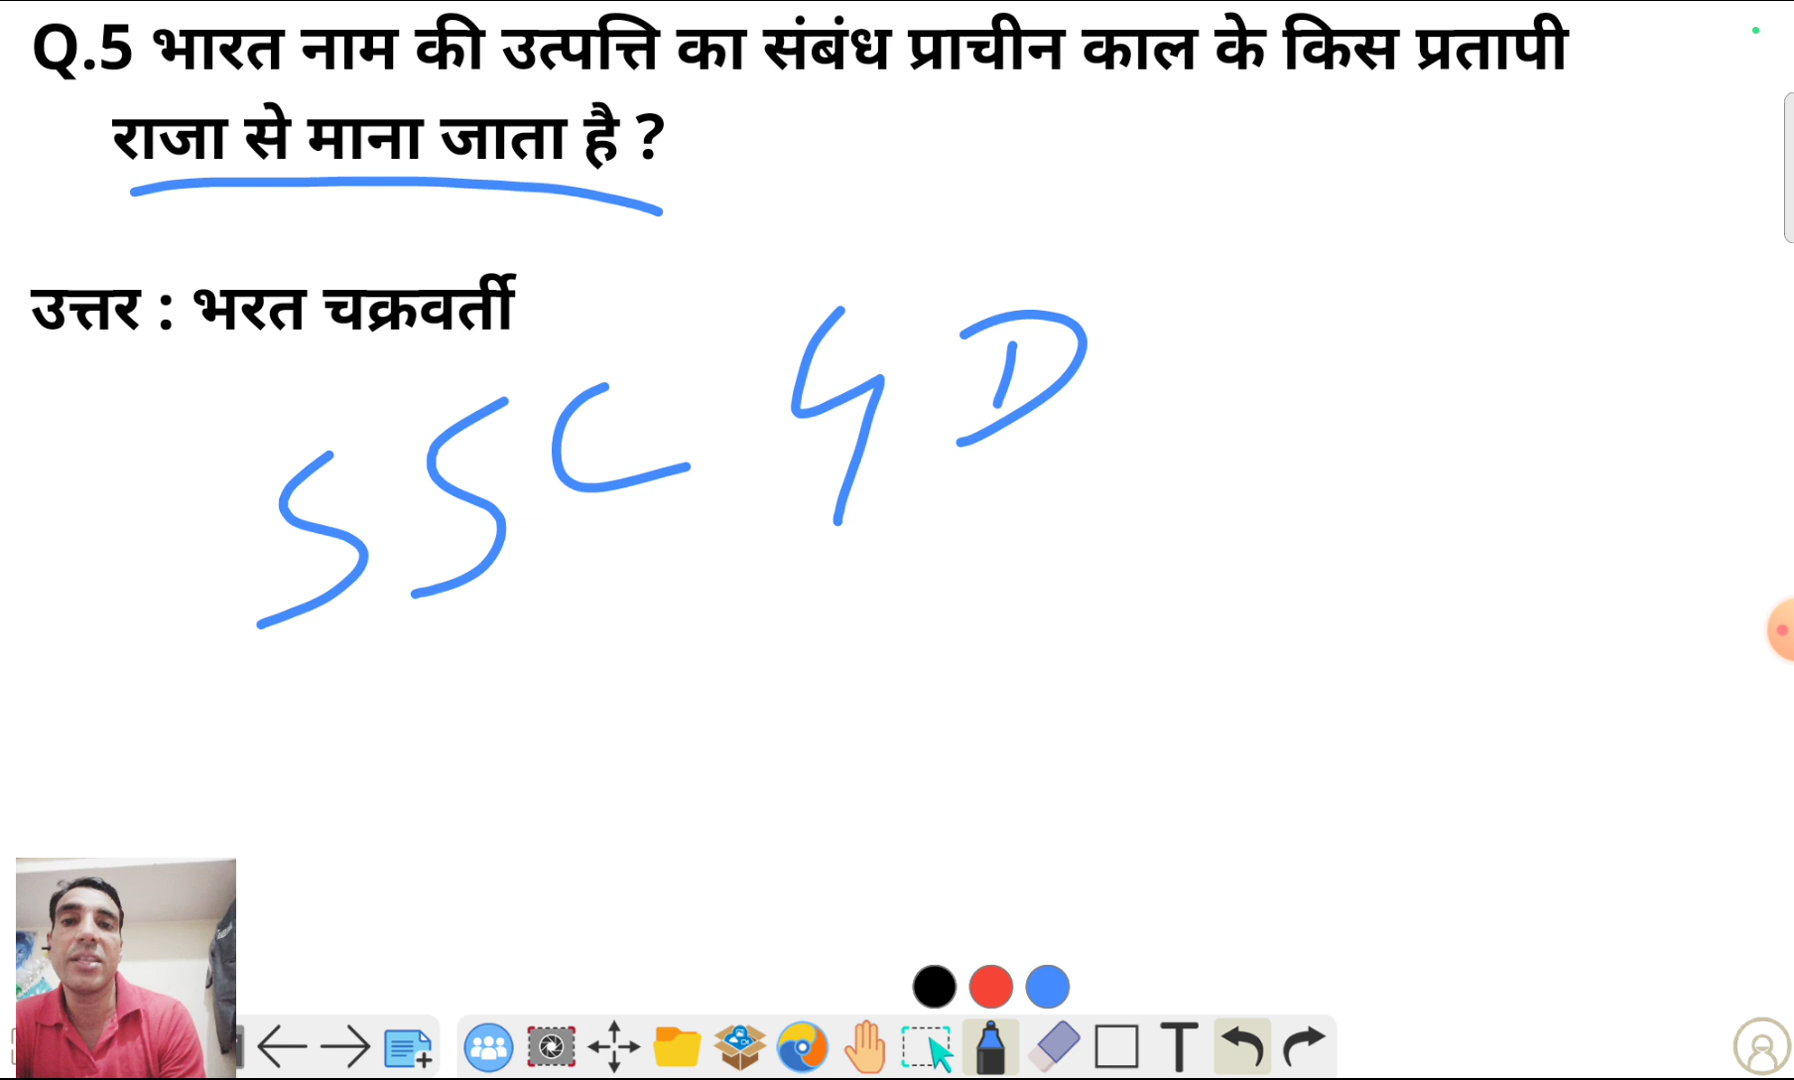 Q.5 भारत नाम की उत्पत्ति का संबंध प्राचीन काल के किस प्रतापी
राजा से माना जाता है ?
उत्तर : भरत चक्रवर्ती
SSC GD